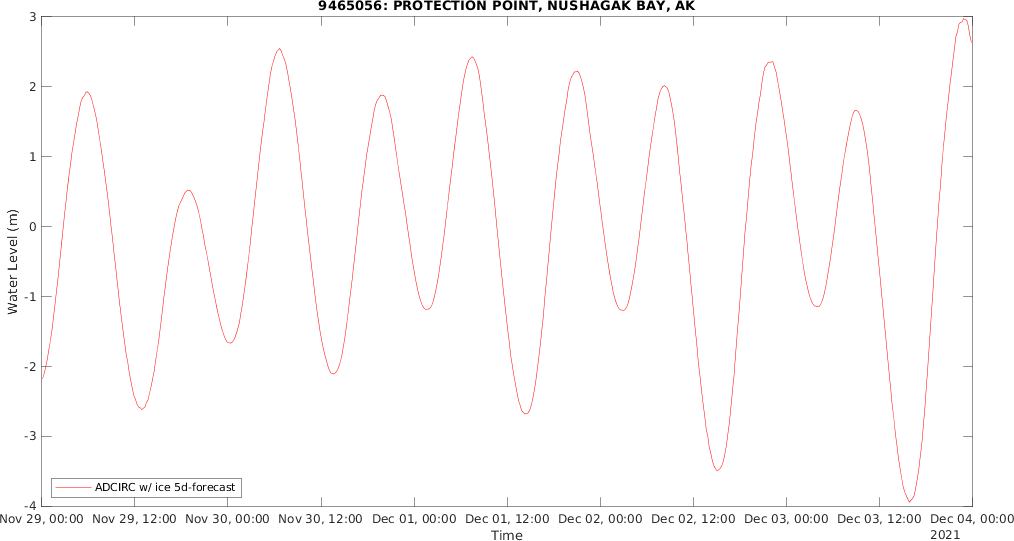 9465056: PROTECTION POINT, NUSHAGAK BAY, AK
3
2
1
0
-1
-2
-3
-4
Water Level (m)
ADCIRC w/ ice 5d-forecast
Nov 29, 00:00 Nov 29, 12:00 Nov 30, 00:00 Nov 30, 12:00 Dec 01, 00:00 Dec 01, 12:00 Dec 02, 00:00 Dec 02, 12:00 Dec 03, 00:00 Dec 03, 12:00 Dec 04, 00:00
Time
2021